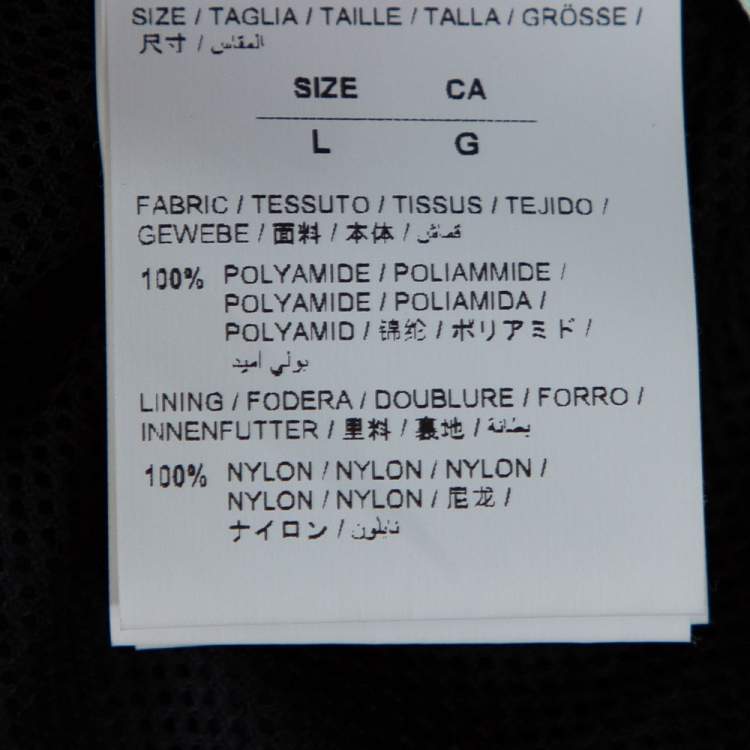 SIZE / TAGLIA / TAILLE / TALLA / GRÖSSE /
尺寸 / المقاس
SIZE CA
L G
FABRIC / TESSUTO / TISSUS / TEJIDO /
GEWEBE / 面料 / 本体 / قماش
100% POLYAMIDE / POLIAMMIDE /
POLYAMIDE / POLIAMIDA /
POLYAMID / 锦纶 / ポリアミド /
بولي اميد
LINING / FODERA / DOUBLURE / FORRO /
INNENFUTTER / 里料 / 裏地 / بطانة
100% NYLON / NYLON / NYLON /
NYLON / NYLON / 尼龙 /
ナイロン / نايلون